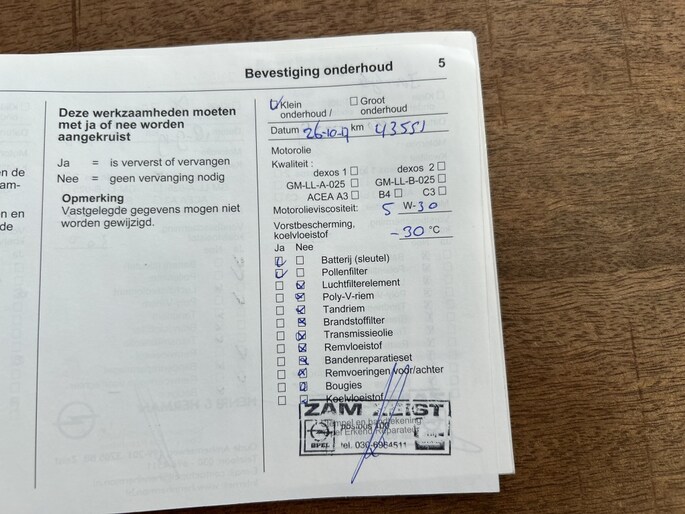 Bevestiging onderhoud
5
Deze werkzaamheden moeten
met ja of nee worden
aangekruist
Ja = is ververst of vervangen
Nee = geen vervanging nodig
Opmerking
Vastgelegde gegevens mogen niet
worden gewijzigd.
Klein
onderhoud /
Groot
onderhoud
Datum 26-10-17 km 43551
Motorolie
Kwaliteit :
dexos 1
dexos 2
GM-LL-A-025
GM-LL-B-025
ACEA A3
B4
C3
Motorolieviscositeit: 5 W-30
Vorstbescherming,
koelvloeistof -30 °C
Ja Nee
Batterij (sleutel)
Pollenfilter
Luchtfilterelement
Poly-V-riem
Tandriem
Brandstoffilter
Transmissieolie
Remvloeistof
Bandenreparatieset
Remvoeringen voor/achter
Bougies
Koelvloeistof
ZAM ZEIST
OPEL
tel. 030-6954511